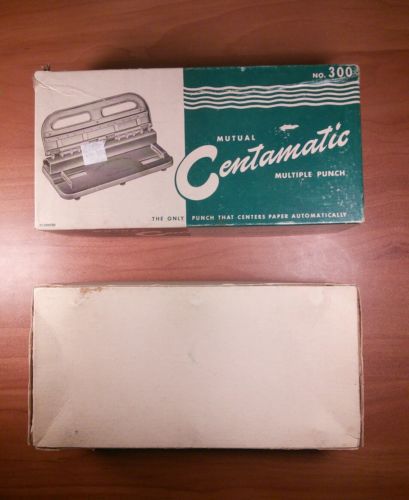 NO. 300
MUTUAL
Centamatic
MULTIPLE PUNCH
THE ONLY PUNCH THAT CENTERS PAPER AUTOMATICALLY